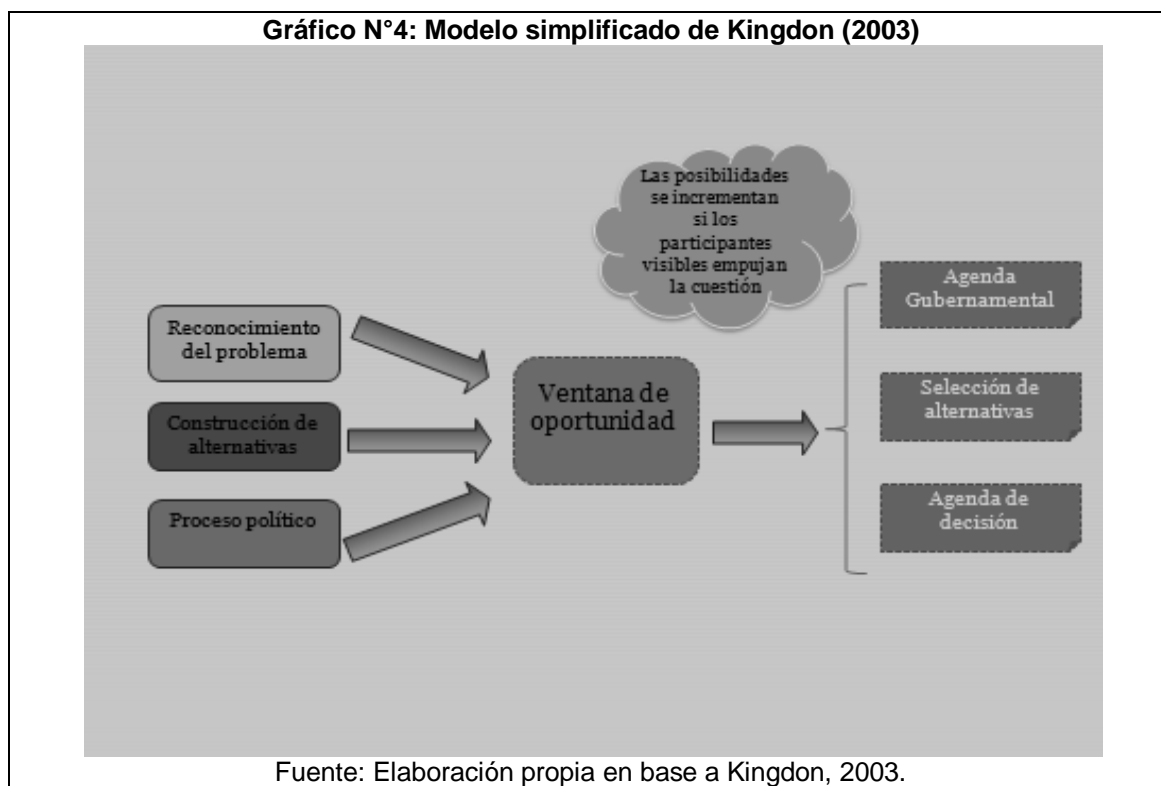 Gráfico N°4: Modelo simplificado de Kingdon (2003)
Las posibilidades
se incrementan
si los
participantes
visibles empujan
la cuestión
Reconocimiento
del problema
Construcción de
alternativas
Proceso político
Ventana de
oportunidad
Agenda
Gubernamental
Selección de
alternativas
Agenda de
decisión
Fuente: Elaboración propia en base a Kingdon, 2003.